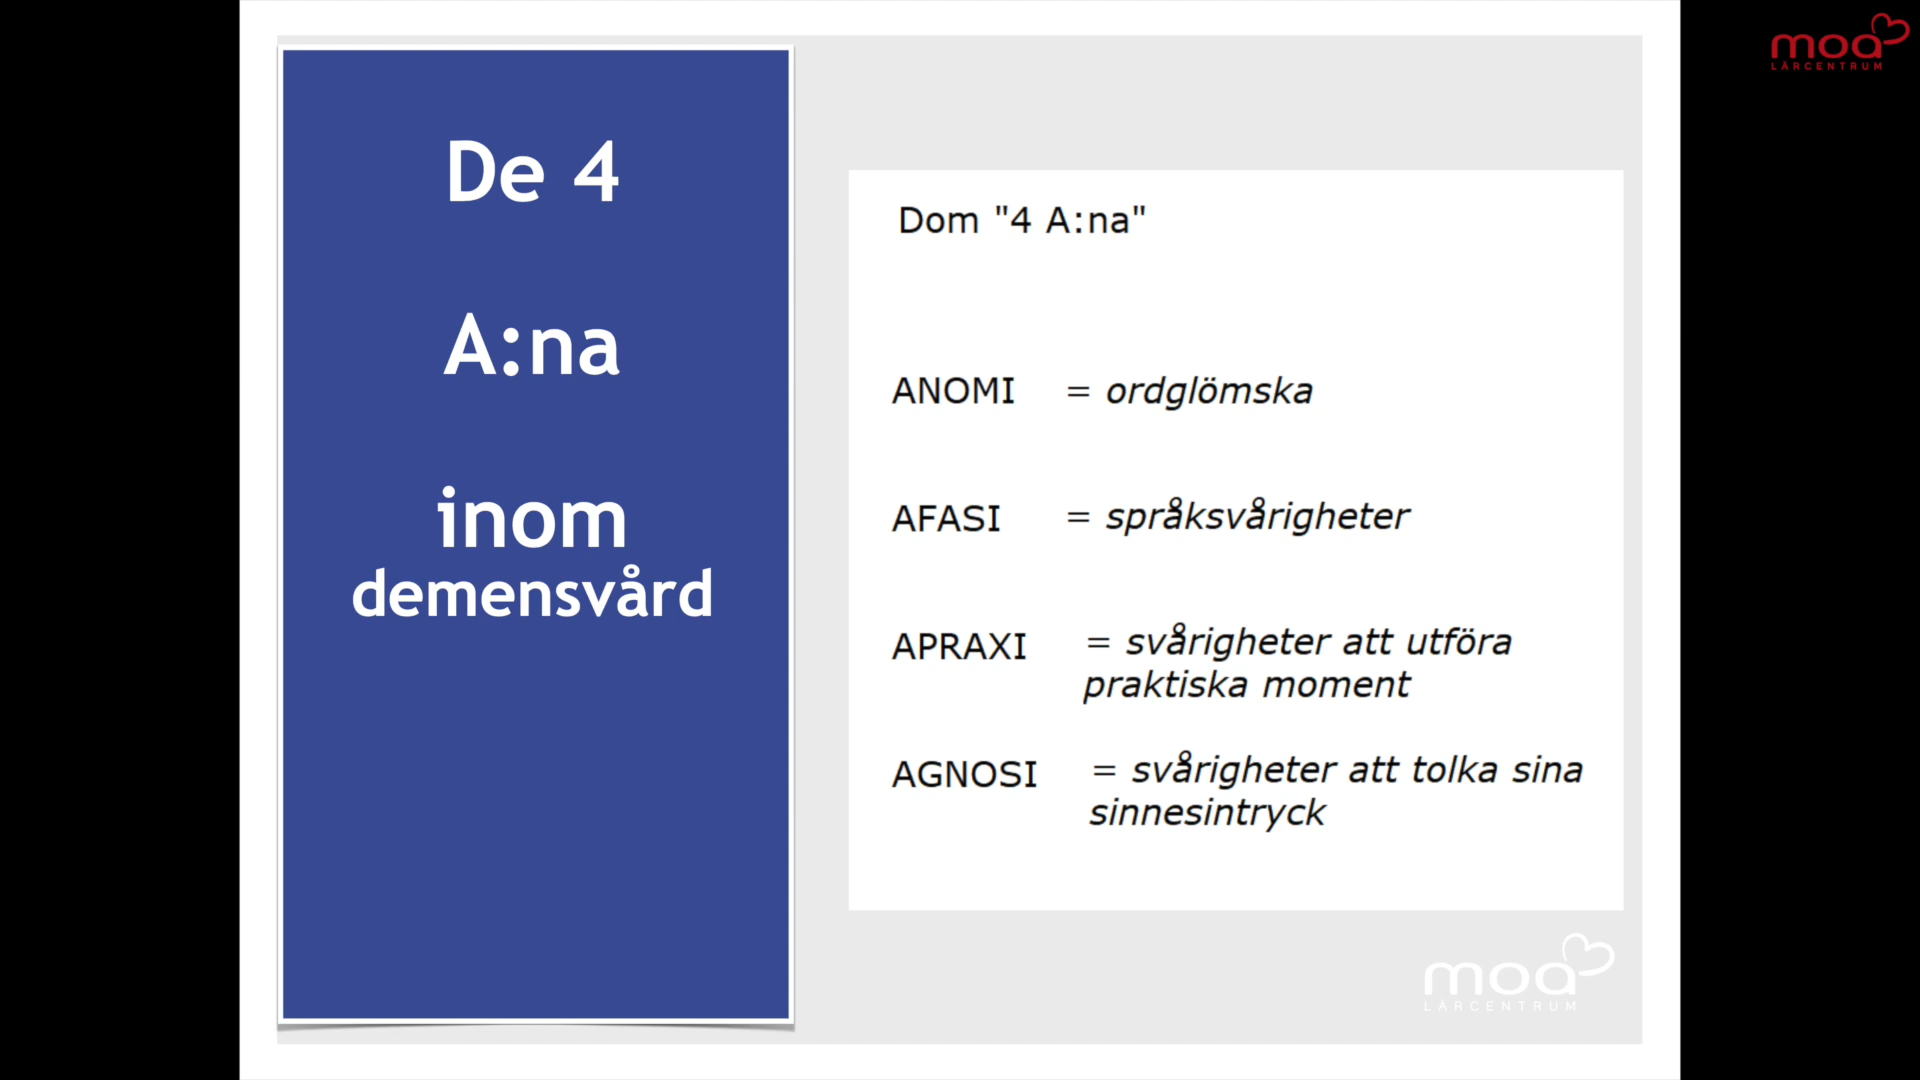 De 4
A:na
inom
demensvård
Dom "4 A:na"
ANOMI = ordglömska
AFASI = språksvårigheter
APRAXI = svårigheter att utföra
praktiska moment
AGNOSI = svårigheter att tolka sina
sinnesintryck
moa
LÄRCENTRUM
moa
LÄRCENTRUM